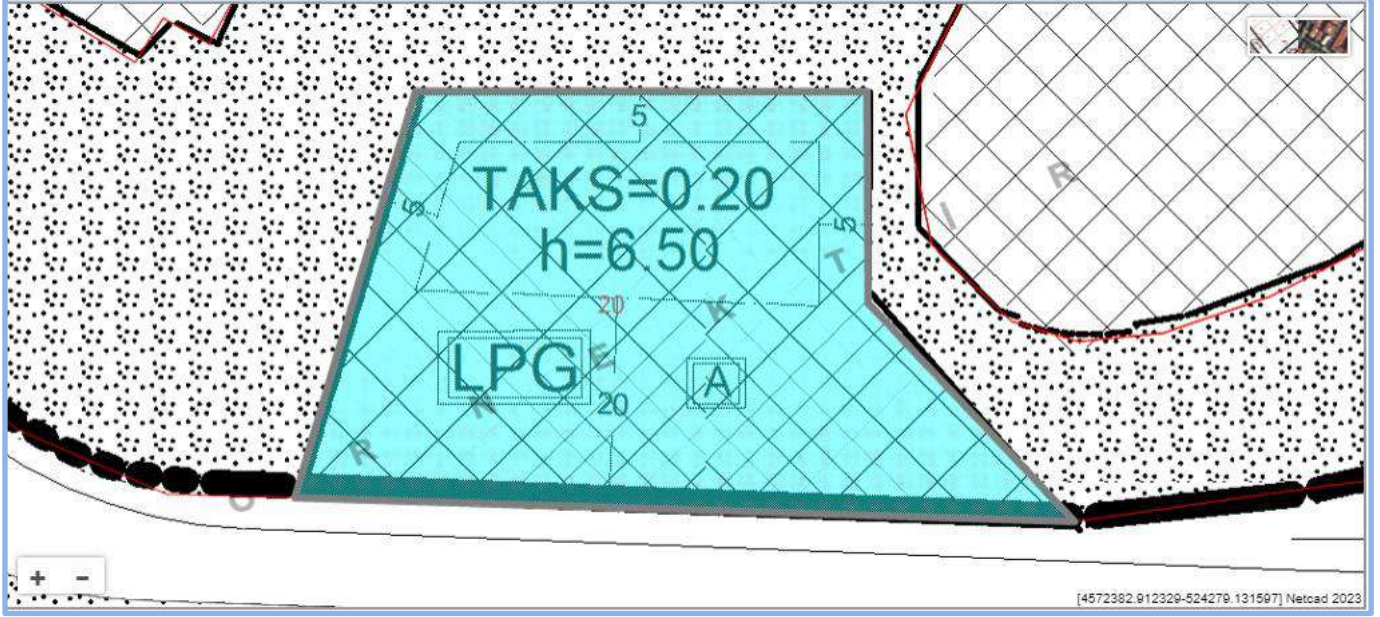 5
TAKS=0.20
5
5
h=6.50
20
LPG
A
20
Ö R N E K T İ R
+ -
[4572382.912329-524279.131597] Netcad 2023